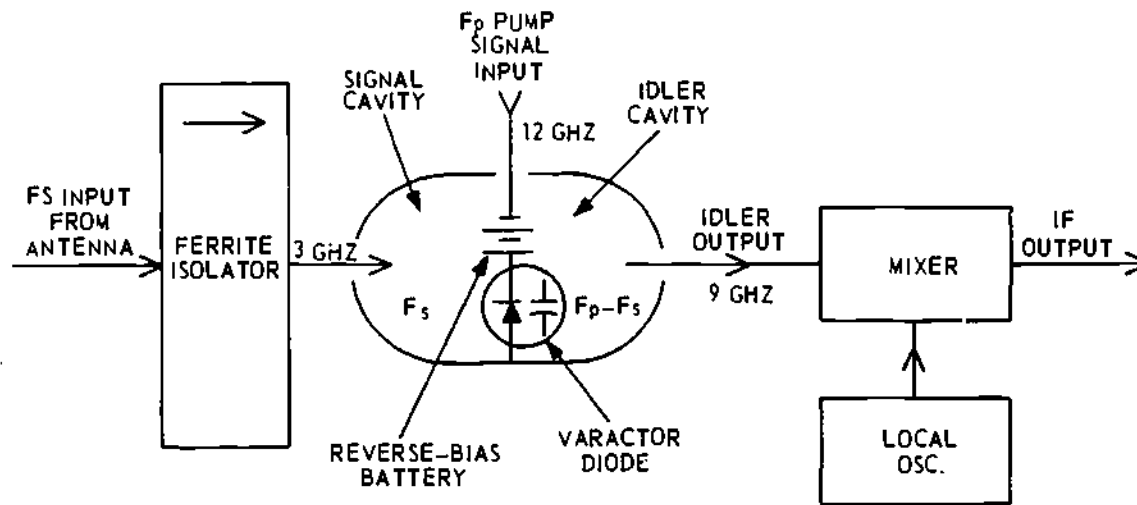 Fp PUMP
SIGNAL
INPUT
SIGNAL
CAVITY
IDLER
CAVITY
12 GHZ
FS INPUT
FROM
ANTENNA
FERRITE
ISOLATOR
3 GHZ
Fs
Fp-Fs
IDLER
OUTPUT
9 GHZ
MIXER
IF
OUTPUT
REVERSE-BIAS
BATTERY
VARACTOR
DIODE
LOCAL
OSC.